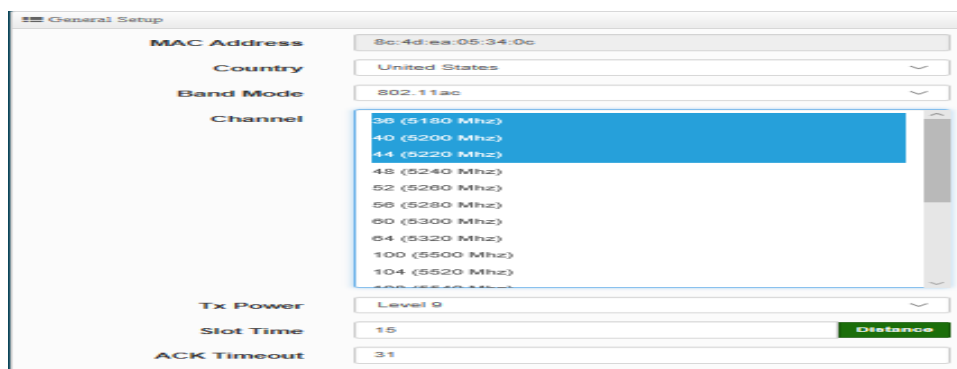 General Setup
MAC Address 8c:4d:ea:05:34:0c
Country United States
Band Mode 802.11ac
Channel 36 (5180 Mhz)
40 (5200 Mhz)
44 (5220 Mhz)
48 (5240 Mhz)
52 (5260 Mhz)
56 (5280 Mhz)
60 (5300 Mhz)
64 (5320 Mhz)
100 (5500 Mhz)
104 (5520 Mhz)
Tx Power Level 9
Slot Time 15 Distance
ACK Timeout 31